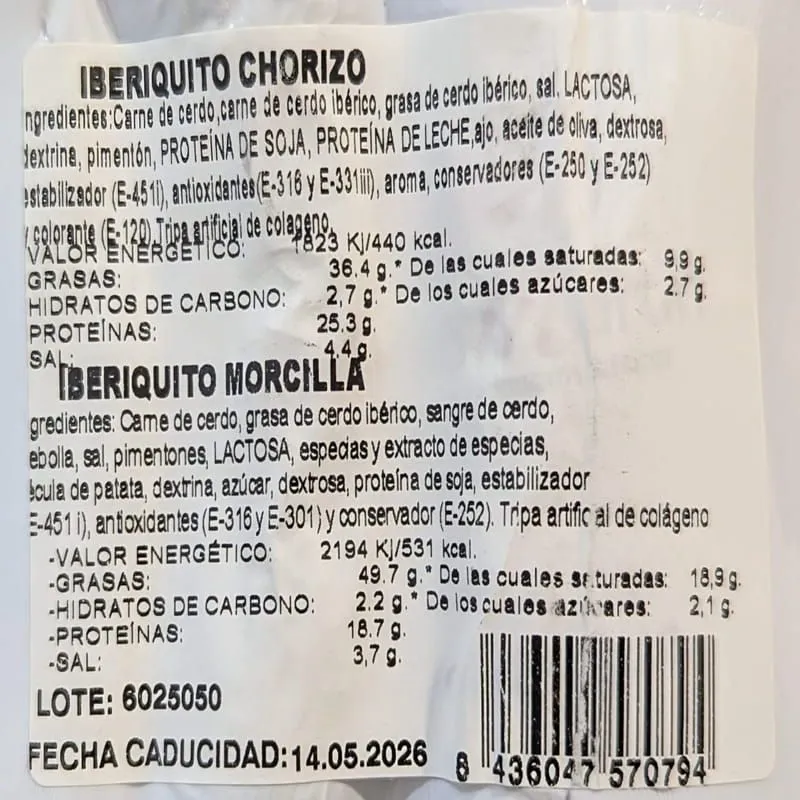 IBERIQUITO CHORIZO
ngredientes:Carne de cerdo,carne de cerdo ibérico, grasa de cerdo ibérico, sal, LACTOSA,
dextrina, pimentón, PROTEÍNA DE SOJA, PROTEÍNA DE LECHE,ajo, aceite de oliva, dextrosa,
estabilizador (E-451i), antioxidantes(E-316 y E-331iii), aroma, conservadores (E-250 y E-252)
y colorante (E-120).Tripa artificial de colageno.
VALOR ENERGÉTICO: 1823 Kj/440 kcal.
GRASAS: 36.4 g.* De las cuales saturadas: 9,9 g.
HIDRATOS DE CARBONO: 2,7 g.* De los cuales azúcares: 2.7 g.
PROTEÍNAS: 25.3 g.
SAL: 4.4 g.
IBERIQUITO MORCILLA
gredientes: Carne de cerdo, grasa de cerdo ibérico, sangre de cerdo,
ebolla, sal, pimentones, LACTOSA, especias y extracto de especias,
écula de patata, dextrina, azúcar, dextrosa, proteína de soja, estabilizador
E-451 i), antioxidantes (E-316 y E-301) y conservador (E-252). Tripa artificial de colágeno
-VALOR ENERGÉTICO: 2194 Kj/531 kcal.
-GRASAS: 49.7 g.* De las cuales saturadas: 18,9 g.
-HIDRATOS DE CARBONO: 2.2 g.* De los cuales azúcares: 2,1 g.
-PROTEÍNAS: 18.7 g.
-SAL: 3,7 g.
LOTE: 6025050
FECHA CADUCIDAD:14.05.2026
8 436047 570794